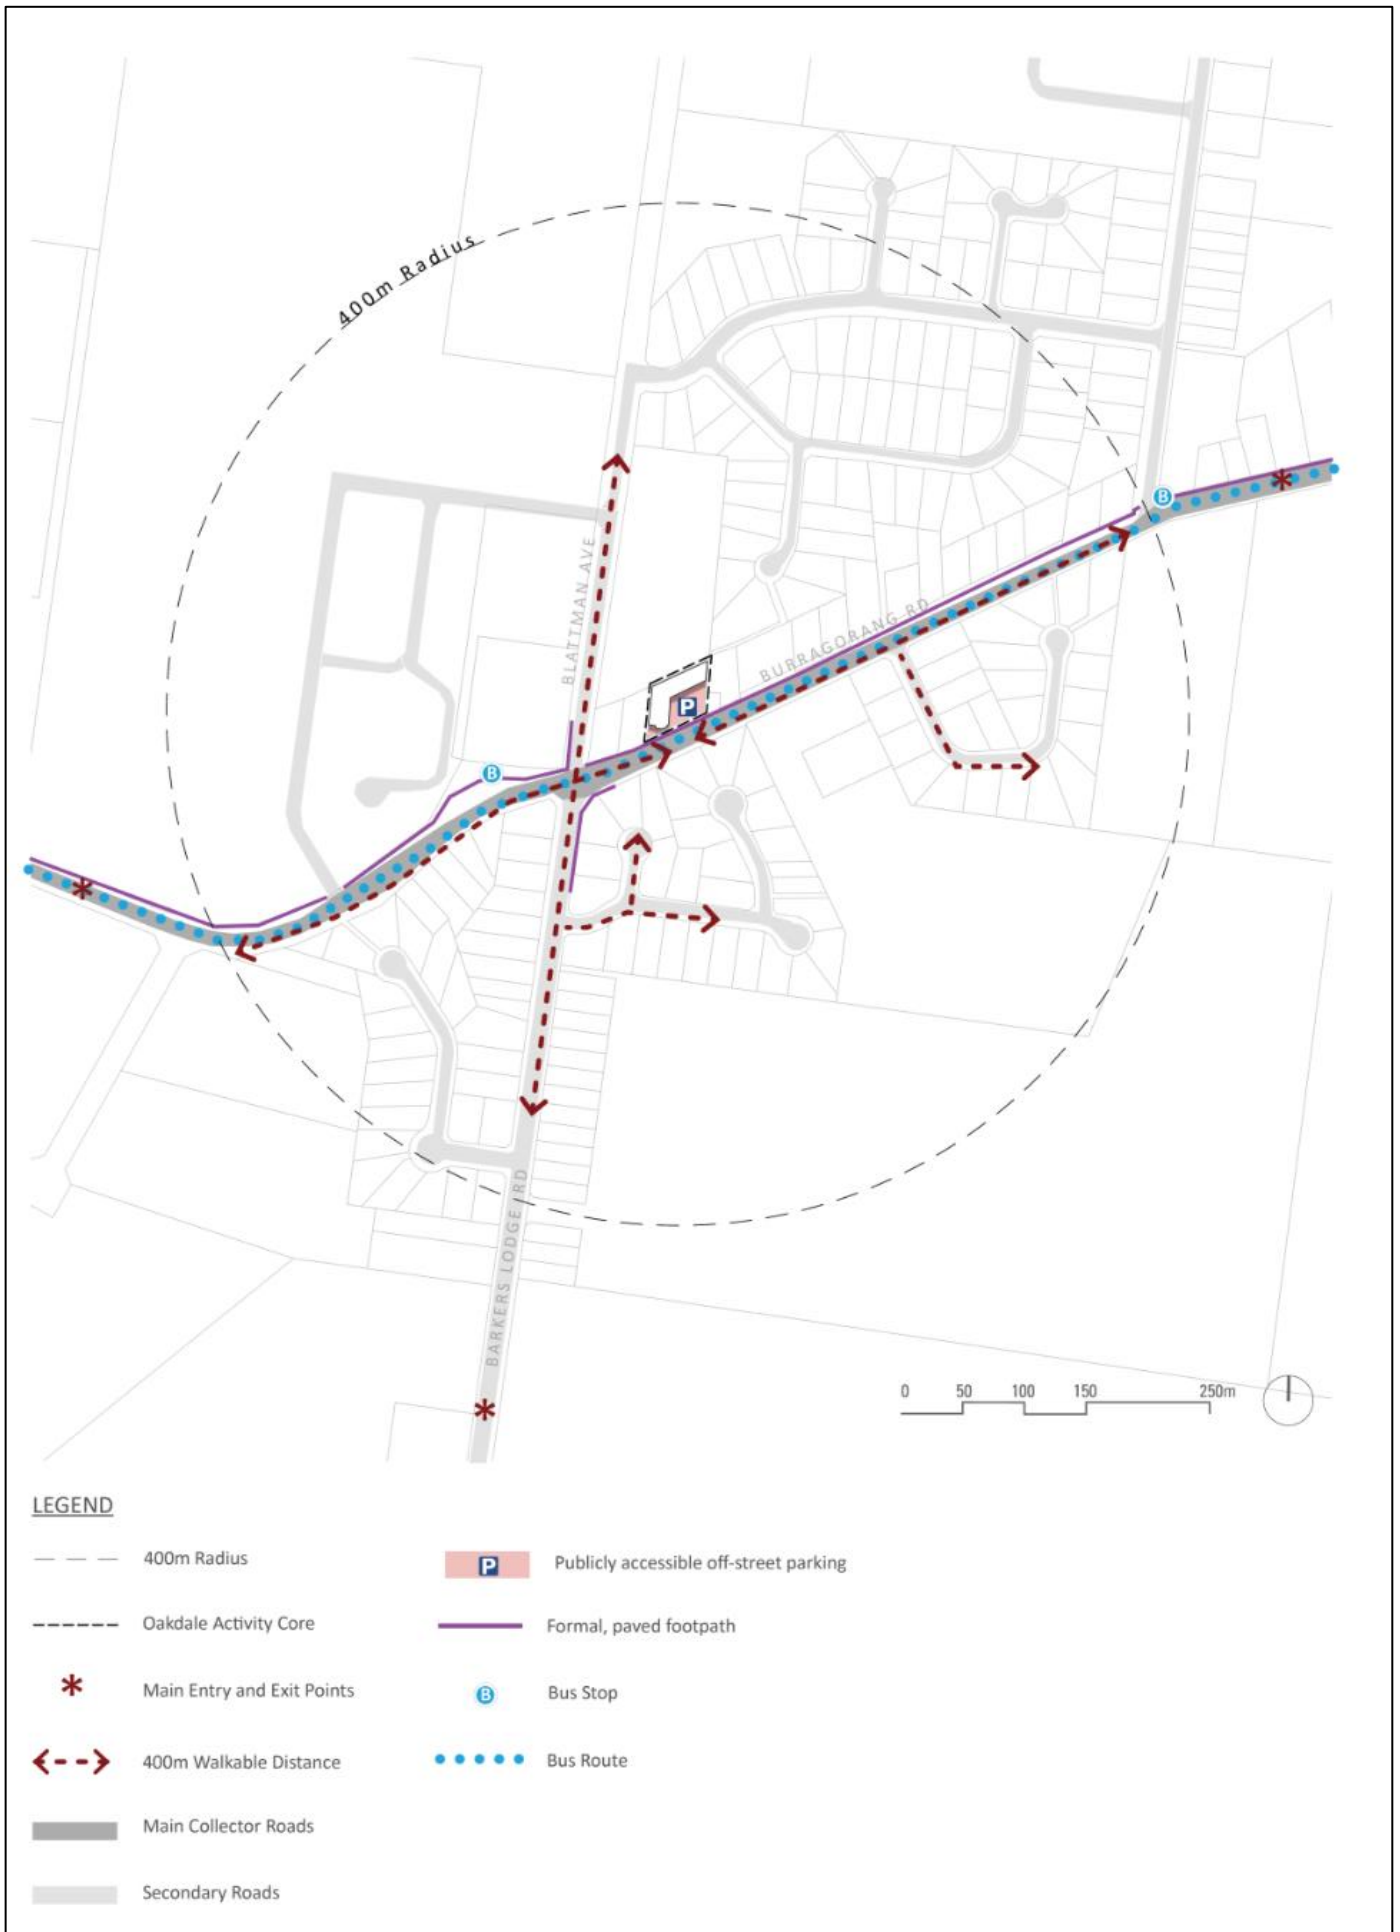 400m Radius
B
BLATTMAN AVE
BURRAGORANG RD
P
B
BARKERS LODGE RD
0 50 100 150 250m
LEGEND
400m Radius
P Publicly accessible off-street parking
Oakdale Activity Core
Formal, paved footpath
Main Entry and Exit Points
B Bus Stop
400m Walkable Distance
Bus Route
Main Collector Roads
Secondary Roads